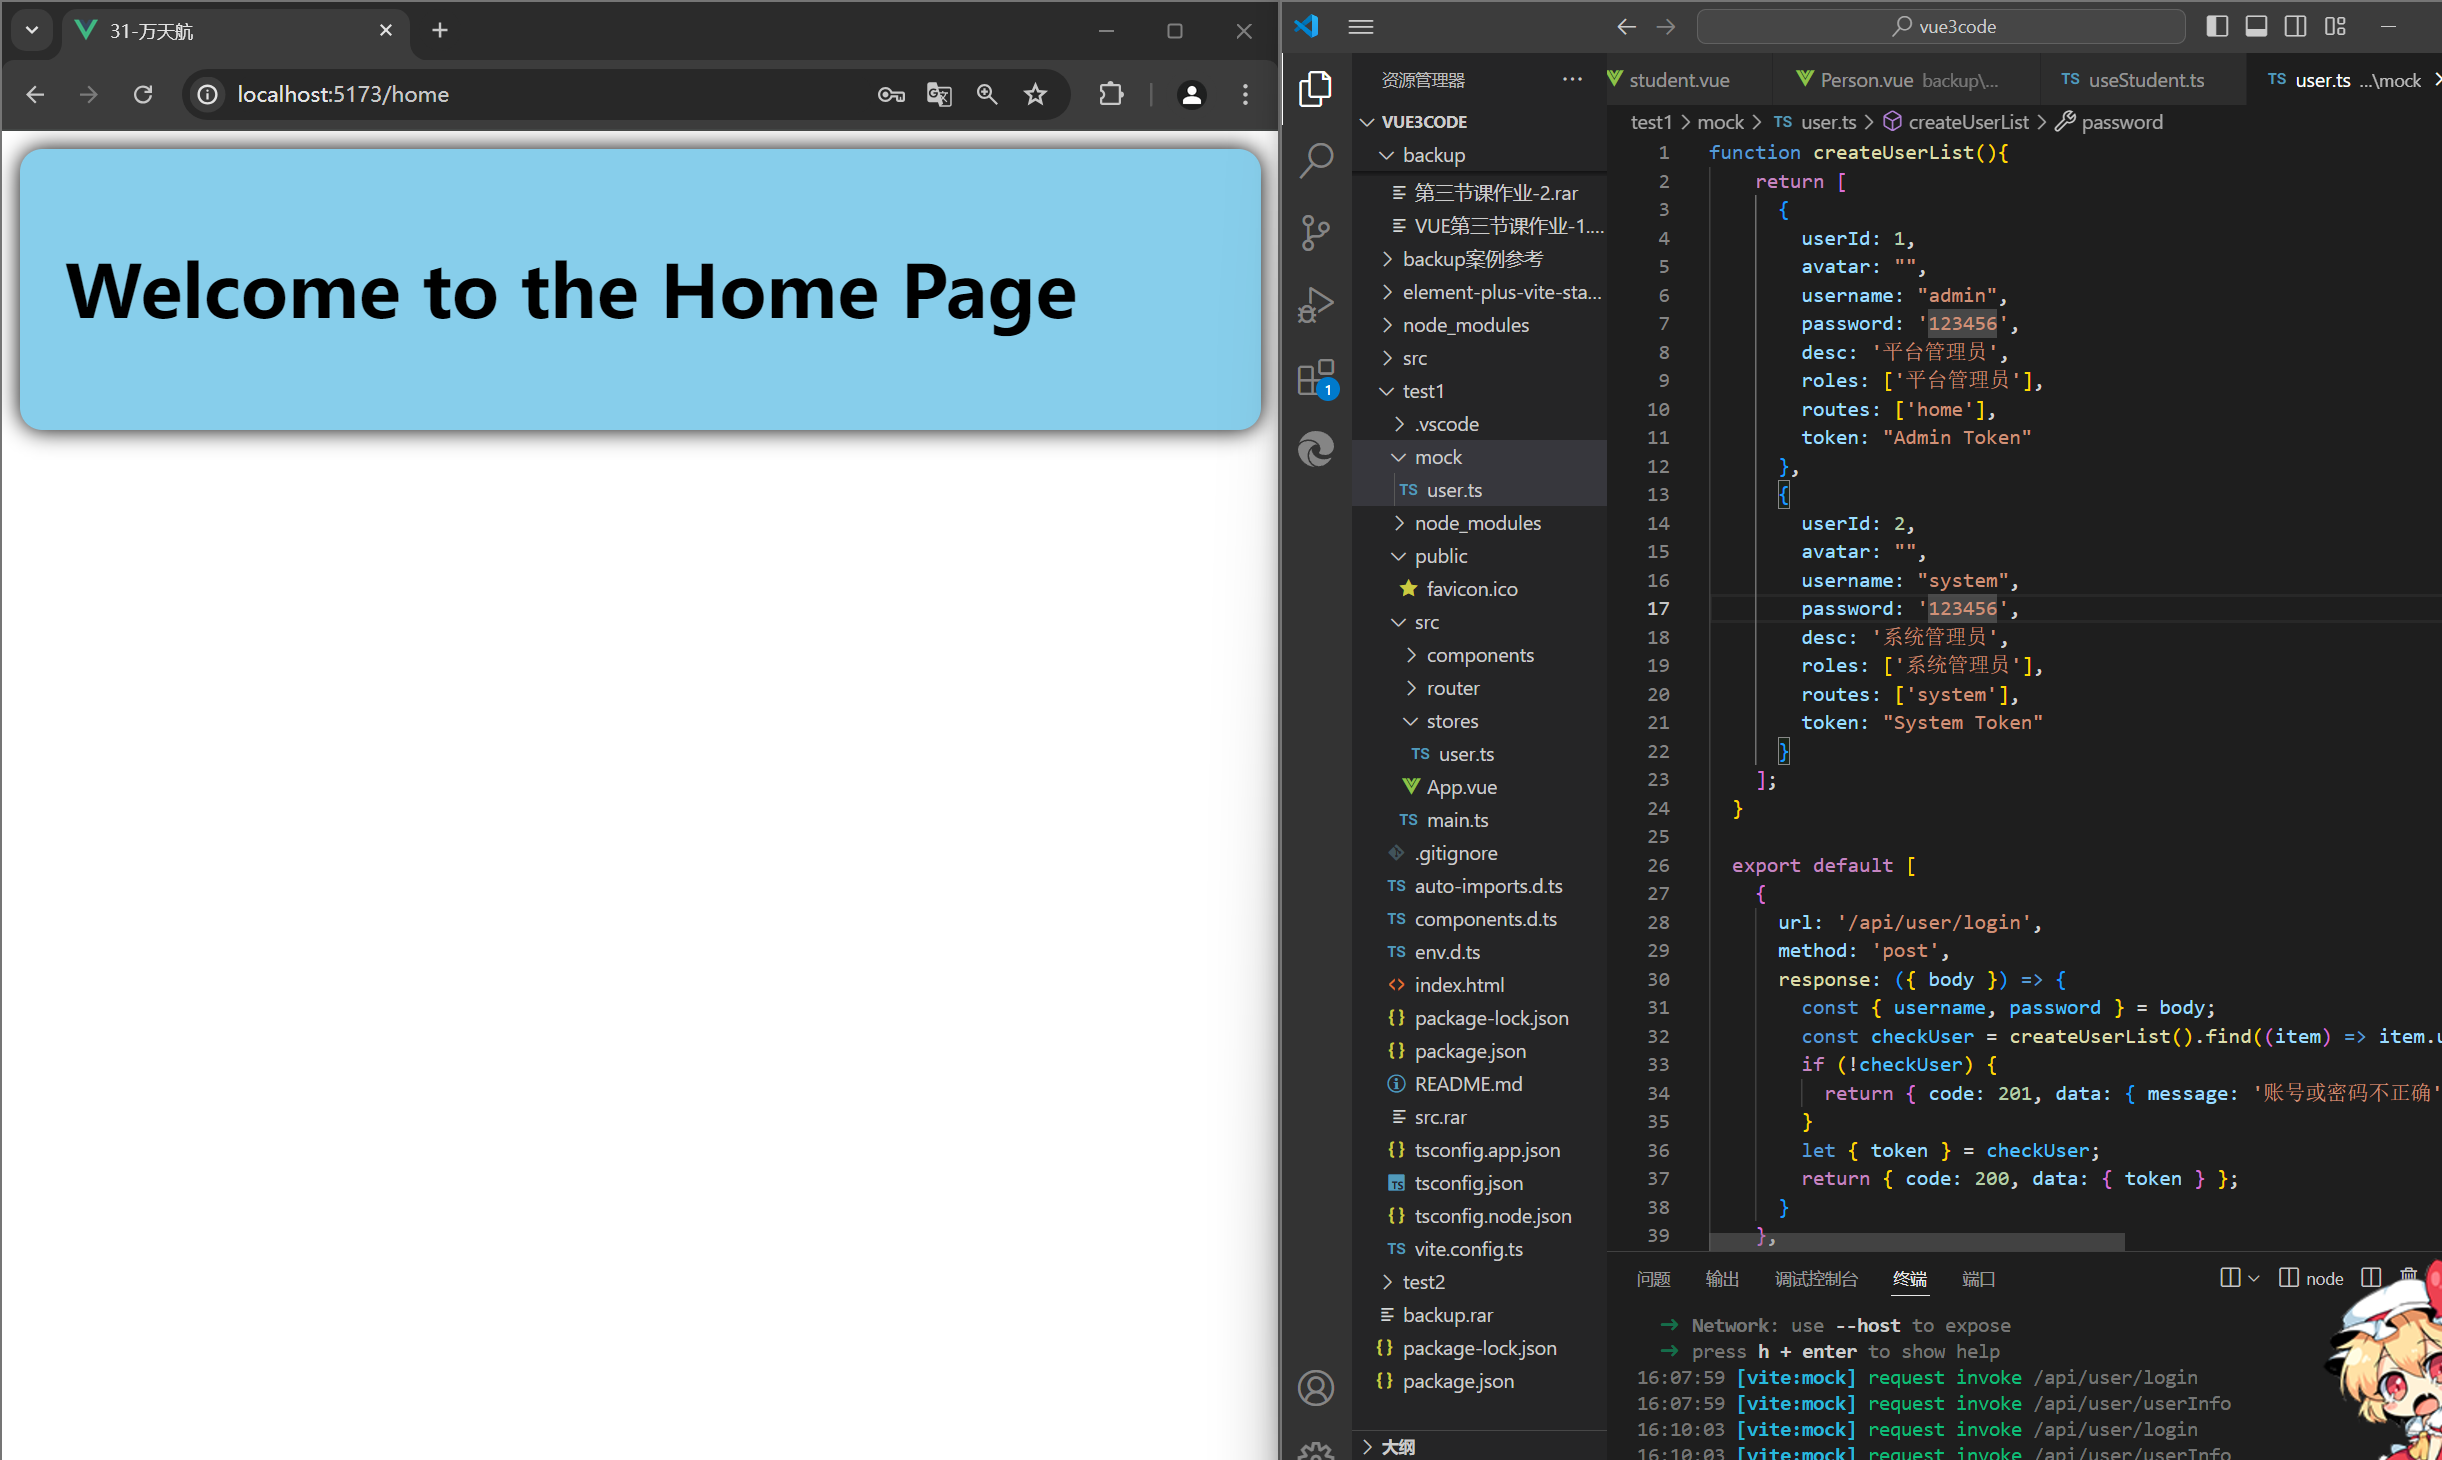 31-万天航
localhost:5173/home
Welcome to the Home Page
vue3code
资源管理器
VUE3CODE
backup
第三节课作业-2.rar
VUE第三节课作业-1....
backup案例参考
element-plus-vite-sta...
node_modules
src
test1
.vscode
mock
TS user.ts
node_modules
public
favicon.ico
src
components
router
stores
TS user.ts
App.vue
TS main.ts
.gitignore
TS auto-imports.d.ts
TS components.d.ts
TS env.d.ts
<> index.html
{} package-lock.json
{} package.json
README.md
src.rar
{} tsconfig.app.json
TS tsconfig.json
{} tsconfig.node.json
TS vite.config.ts
test2
backup.rar
{} package-lock.json
{} package.json
大纲
1
student.vue
Person.vue backup\...
TS useStudent.ts
TS user.ts ...\mock
test1 > mock > TS user.ts > createUserList > password
1 function createUserList(){
2 return [
3 {
4 userId: 1,
5 avatar: "",
6 username: "admin",
7 password: '123456',
8 desc: '平台管理员',
9 roles: ['平台管理员'],
10 routes: ['home'],
11 token: "Admin Token"
12 },
13 {
14 userId: 2,
15 avatar: "",
16 username: "system",
17 password: '123456',
18 desc: '系统管理员',
19 roles: ['系统管理员'],
20 routes: ['system'],
21 token: "System Token"
22 }
23 ];
24 }
25
26 export default [
27 {
28 url: '/api/user/login',
29 method: 'post',
30 response: ({ body }) => {
31 const { username, password } = body;
32 const checkUser = createUserList().find((item) => item.u
33 if (!checkUser) {
34 return { code: 201, data: { message: '账号或密码不正确'
35 }
36 let { token } = checkUser;
37 return { code: 200, data: { token } };
38 }
39 },
问题 输出 调试控制台 终端 端口
node
➜ Network: use --host to expose
➜ press h + enter to show help
16:07:59 [vite:mock] request invoke /api/user/login
16:07:59 [vite:mock] request invoke /api/user/userInfo
16:10:03 [vite:mock] request invoke /api/user/login
16:10:03 [vite:mock] request invoke /api/user/userInfo